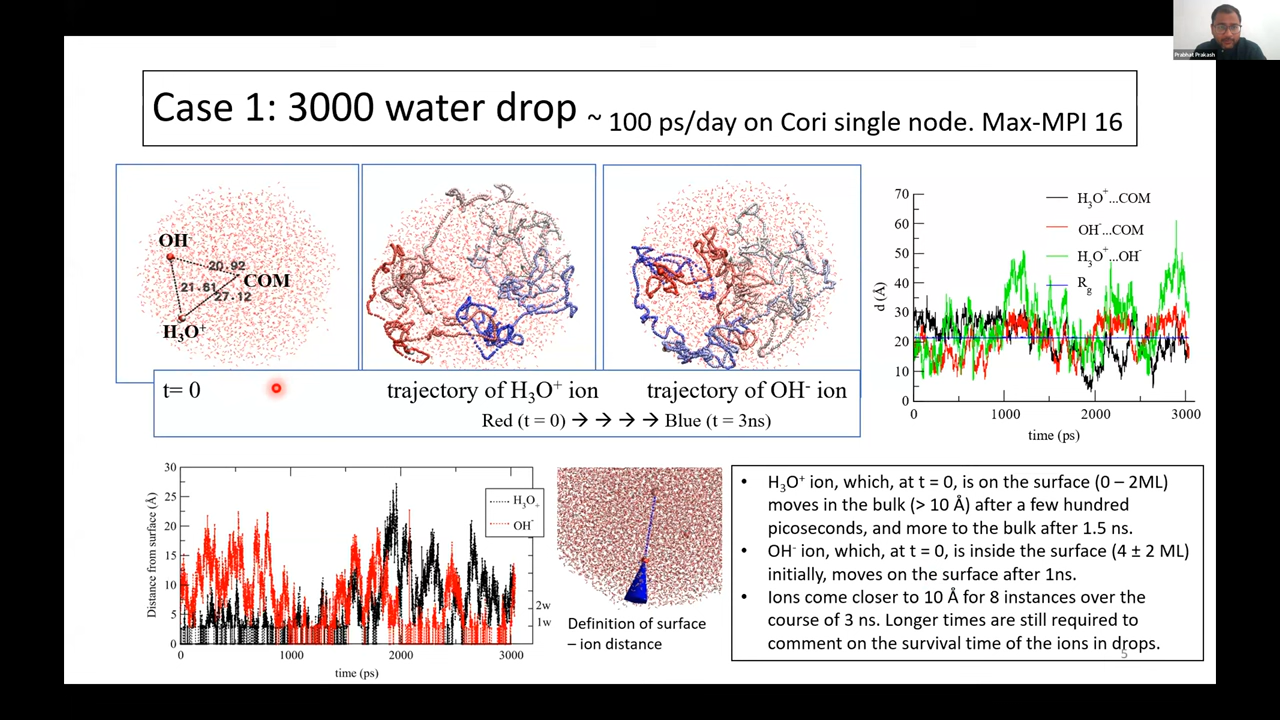 Prabhat Prakash
Case 1: 3000 water drop ~ 100 ps/day on Cori single node. Max-MPI 16
OH⁻
20.92
COM
21.61
27.12
H₃O⁺
t= 0
trajectory of H₃O⁺ ion
trajectory of OH⁻ ion
Red (t = 0) → → → → Blue (t = 3ns)
70
60
50
40
30
20
10
0
d (Å)
H₃O⁺...COM
OH⁻...COM
H₃O⁺...OH⁻
Rg
0
1000
2000
3000
time (ps)
30
25
20
15
10
5
0
Distance from surface (Å)
H₃O₊
OH⁻
2w
1w
0
1000
2000
3000
time (ps)
Definition of surface
– ion distance
• H₃O⁺ ion, which, at t = 0, is on the surface (0 – 2ML)
moves in the bulk (> 10 Å) after a few hundred
picoseconds, and more to the bulk after 1.5 ns.
• OH⁻ ion, which, at t = 0, is inside the surface (4 ± 2 ML)
initially, moves on the surface after 1ns.
• Ions come closer to 10 Å for 8 instances over the
course of 3 ns. Longer times are still required to
comment on the survival time of the ions in drops.
5